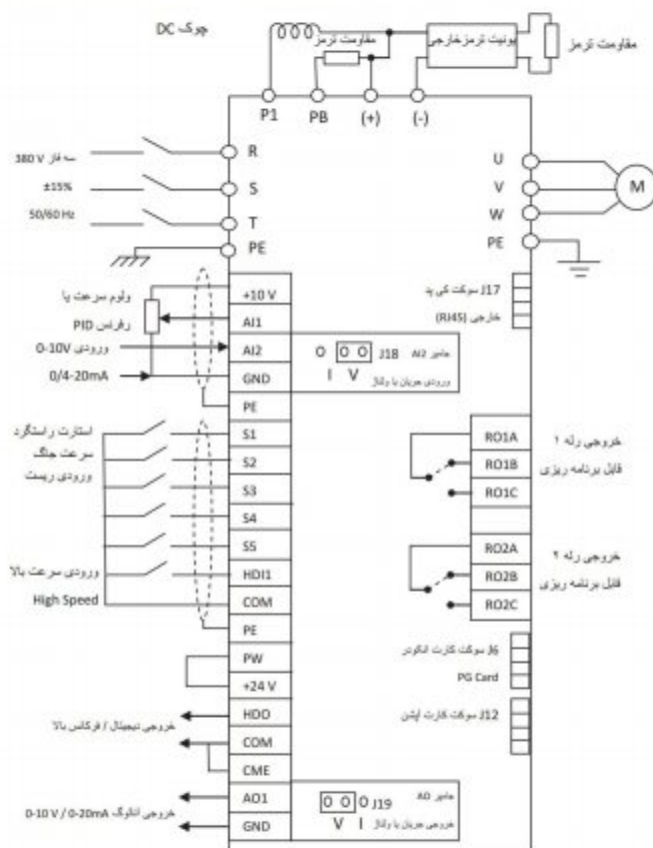 چوک DC
مقاومت ترمز
یونیت ترمز خارجی
مقاومت ترمز
P1
PB
(+)
(-)
سه فاز 380 V
±15%
50/60 Hz
R
S
T
PE
U
V
W
PE
M
ولوم سرعت یا
رفرنس PID
ورودی 0-10V
0/4-20mA
+10 V
AI1
AI2
GND
PE
O O O J18
I V
جامپر AI2
ورودی جریان یا ولتاژ
J17 سوکت کی پد
خارجی (RJ45)
استارت راستگرد
سرعت جاگ
ورودی ریست
ورودی سرعت بالا
High Speed
S1
S2
S3
S4
S5
HDI1
COM
PE
PW
+24 V
HDO
COM
CME
AO1
GND
RO1A
RO1B
RO1C
خروجی رله ۱
قابل برنامه ریزی
RO2A
RO2B
RO2C
خروجی رله ۲
قابل برنامه ریزی
J6 سوکت کارت انکودر
PG Card
J12 سوکت کارت آپشن
خروجی دیجیتال / فرکانس بالا
خروجی آنالوگ 0-10 V / 0-20mA
O O O J19
V I
جامپر AO
خروجی جریان یا ولتاژ